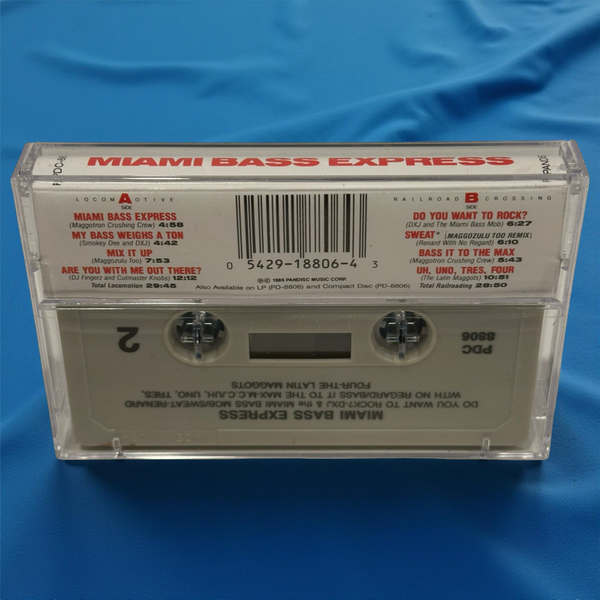 MIAMI BASS EXPRESS
LOCOMOTIVE A SIDE
MIAMI BASS EXPRESS
(Maggotron Crushing Crew) 4:58
MY BASS WEIGHS A TON
(Smokey Dee and DXJ) 4:42
MIX IT UP
(Maggozulu Too) 7:53
ARE YOU WITH ME OUT THERE?
(DJ Fingerz and Cutmaster Knobs) 12:12
Total Locomotion 29:45
0 5429-18806-4 3
℗© 1989 PANDISC MUSIC CORP.
Also Available on LP (PD-8806) and Compact Disc (PD-8806)
RAILROAD B SIDE CROSSING
DO YOU WANT TO ROCK?
(DXJ and The Miami Bass Mob) 6:27
SWEAT* (MAGGOZULU TOO REMIX)
(Renard With No Regard) 6:10
BASS IT TO THE MAX
(Maggotron Crushing Crew) 5:43
UH, UNO, TRES, FOUR
(The Latin Maggots) 10:51
Total Railroading 28:50
MIAMI BASS EXPRESS
DO YOU WANT TO ROCK?-DXJ & the MIAMI BASS MOB/SWEAT-RENARD
WITH NO REGARD/BASS IT TO THE MAX-M.C.C./UH, UNO, TRES,
FOUR-THE LATIN MAGGOTS
PDC
8806
2